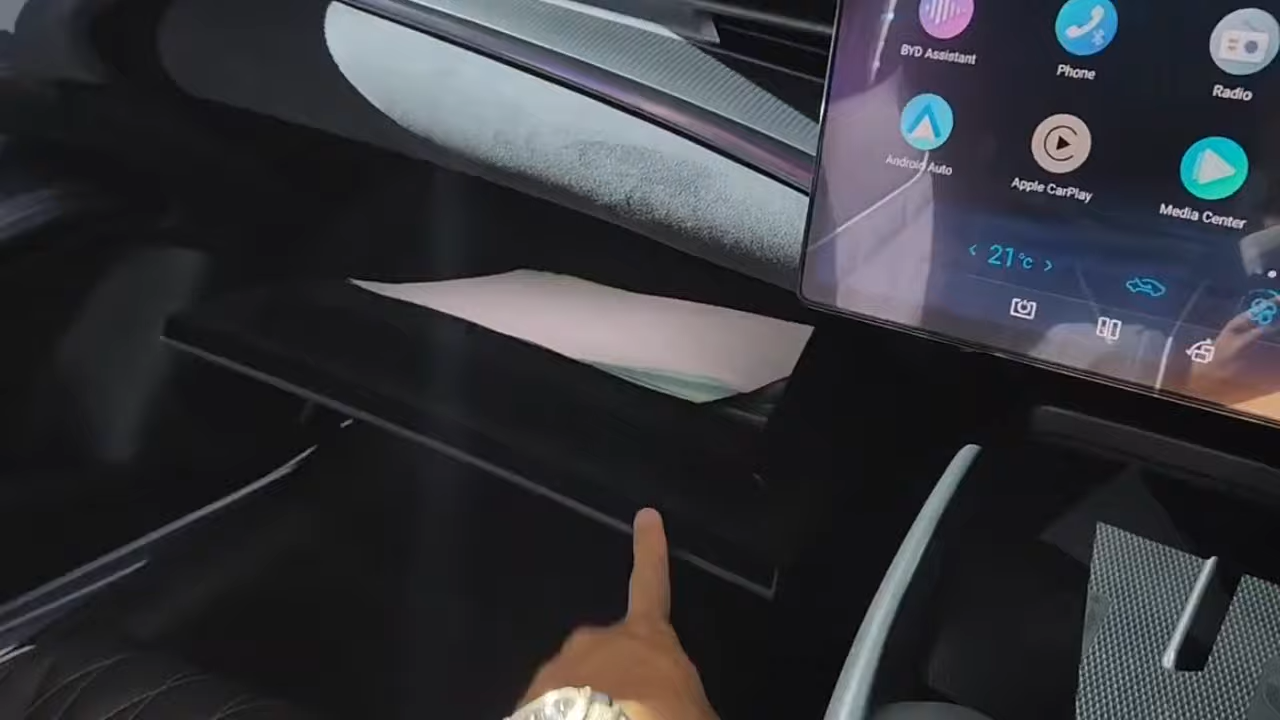 BYD Assistant
Phone
Radio
Android Auto
Apple CarPlay
Media Center
< 21°C >